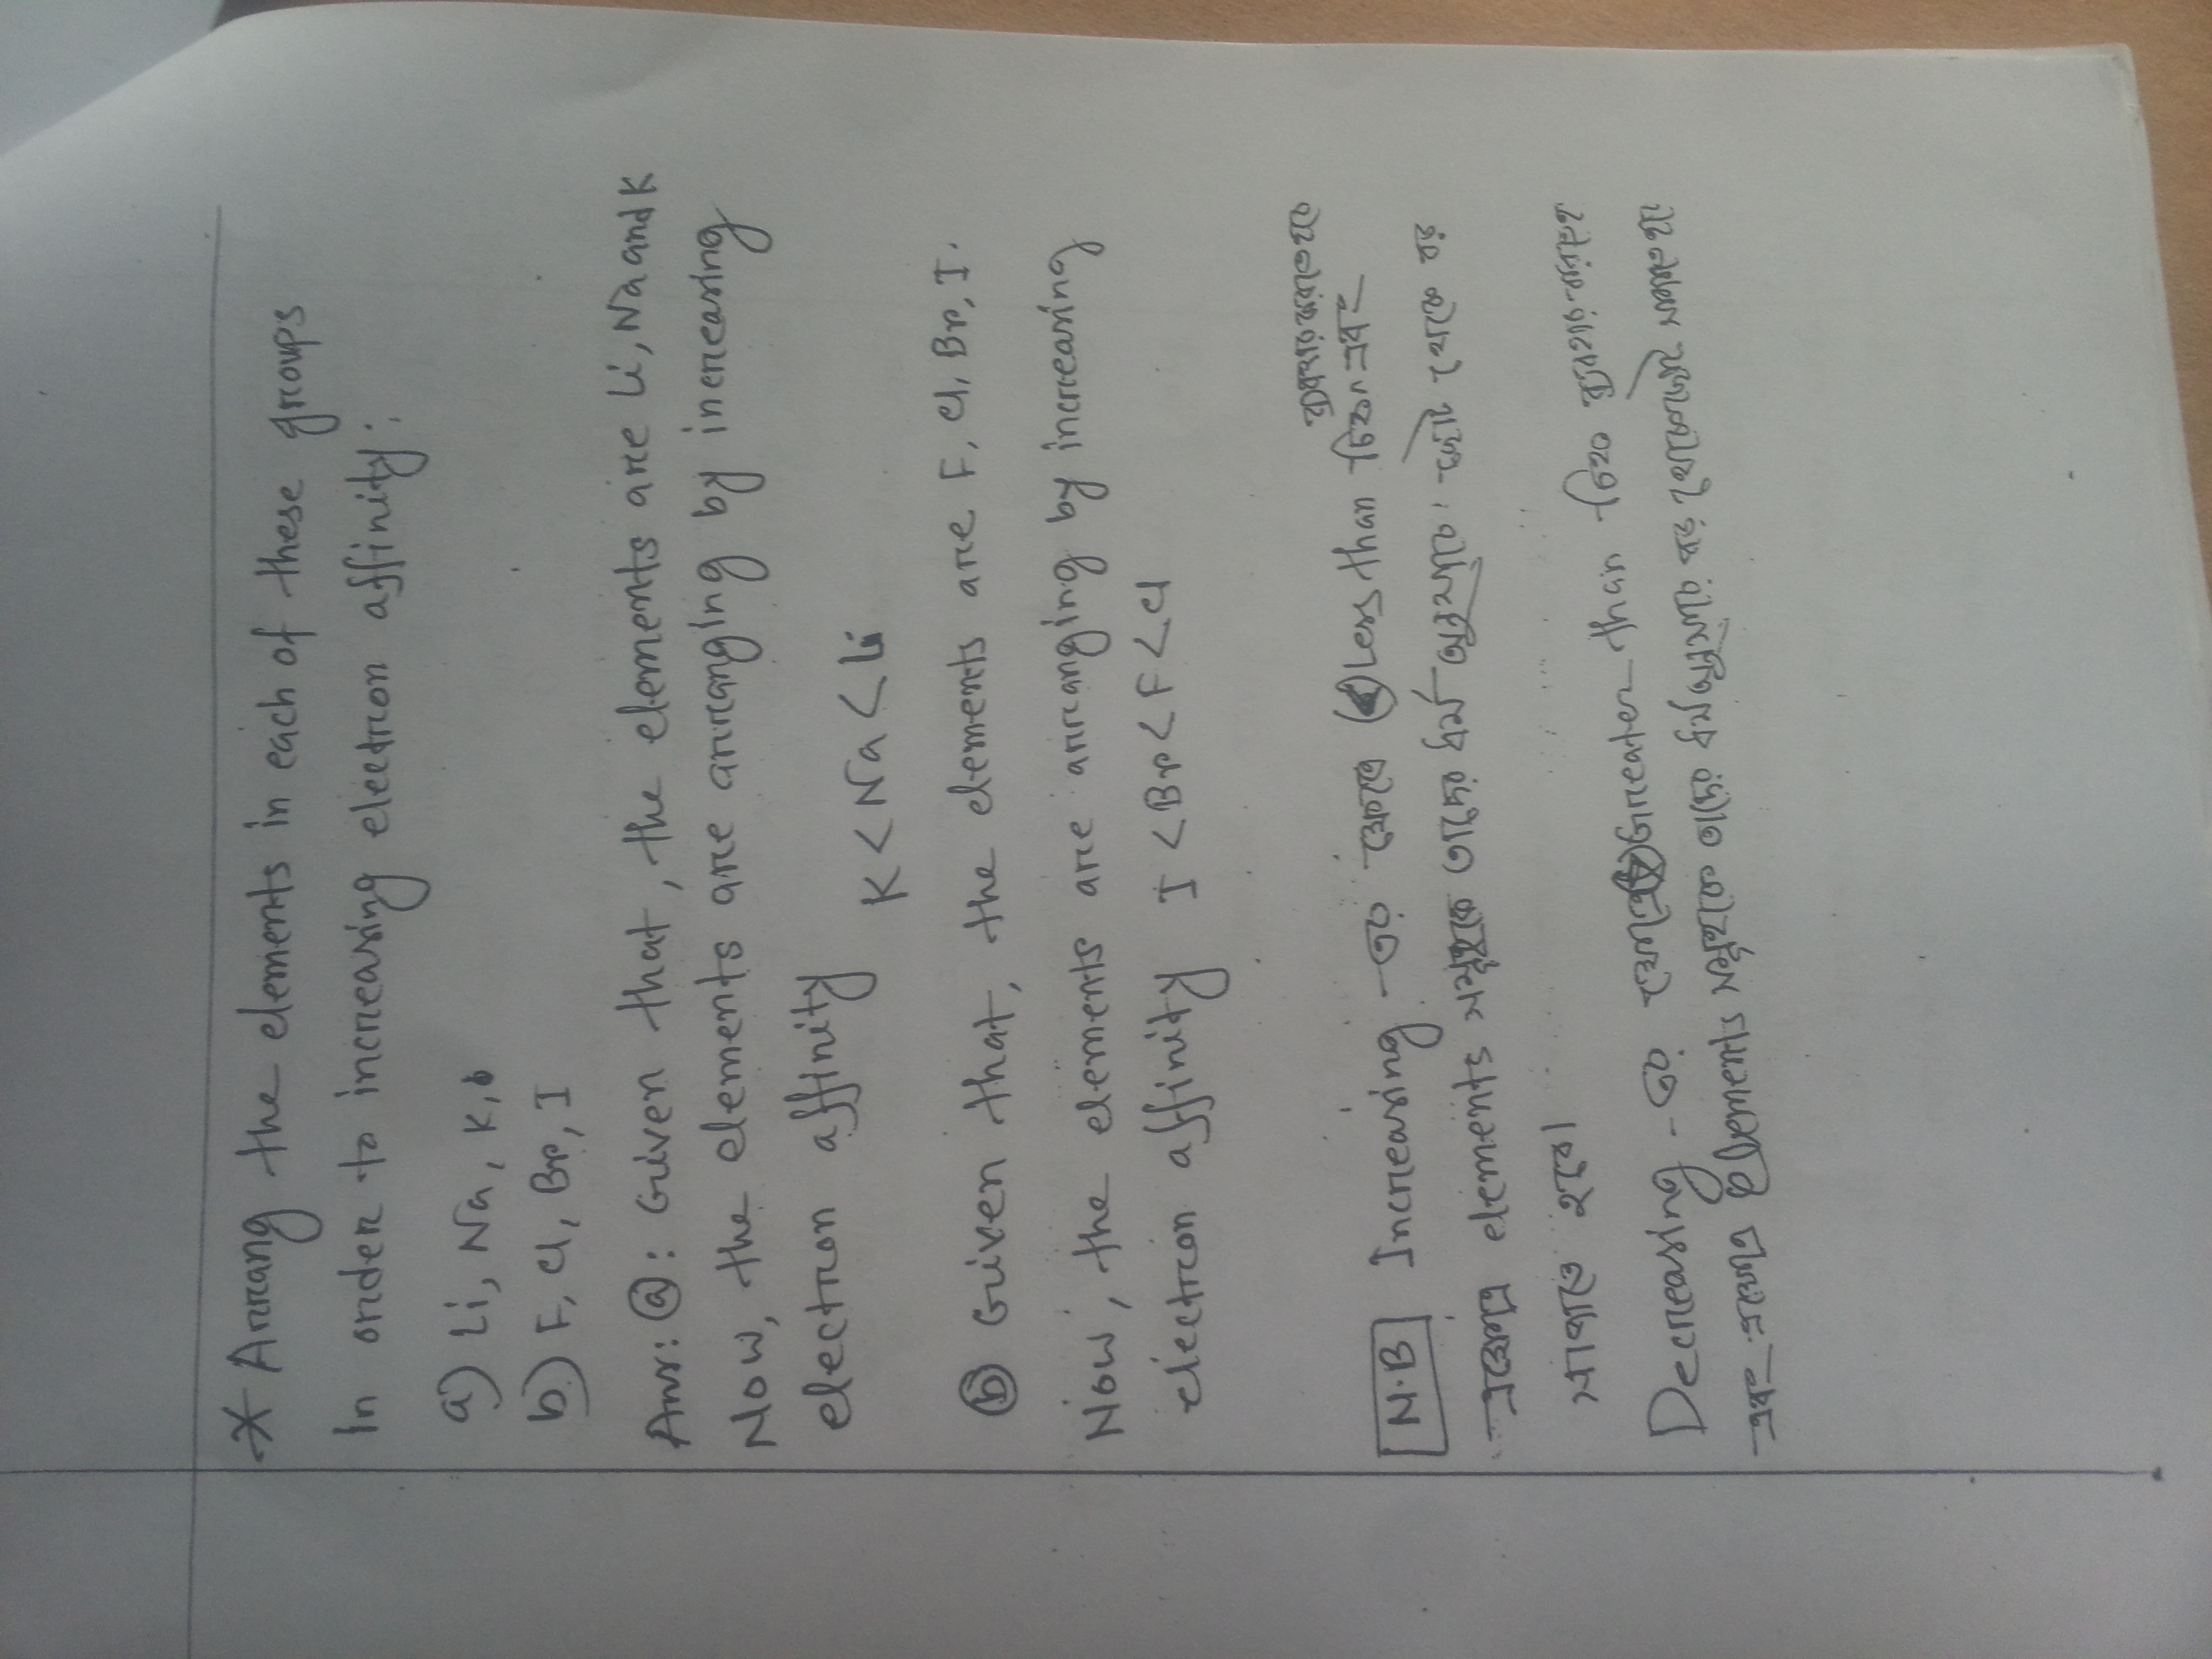 * Arrang the elements in each of these groups
In order to increasing electron affinity:
a) Li, Na, K,
b) F, Cl, Br, I
Ans: (a): Given that, the elements are Li, Na and K
Now, the elements are arranging by increasing
electron affinity
K < Na < Li
(b) Given that, the elements are F, Cl, Br, I.
Now, the elements are arranging by increasing
electron affinity I < Br < F < Cl
ব্যবহার করতে হবে
N.B Increasing -এর ক্ষেত্রে (<) Less than চিহ্ন এবং
এক্ষেত্রে elements সমূহকে তাদের ধর্ম অনুসারে ছোট থেকে বড়
সাজাতে হবে।
Decreasing -এর ক্ষেত্রে (>) Greater than চিহ্ন ব্যবহার করতে হবে
এবং এক্ষেত্রে Elements সমূহকে তাদের ধর্ম অনুসারে বড় থেকে ছোট সাজাতে হবে